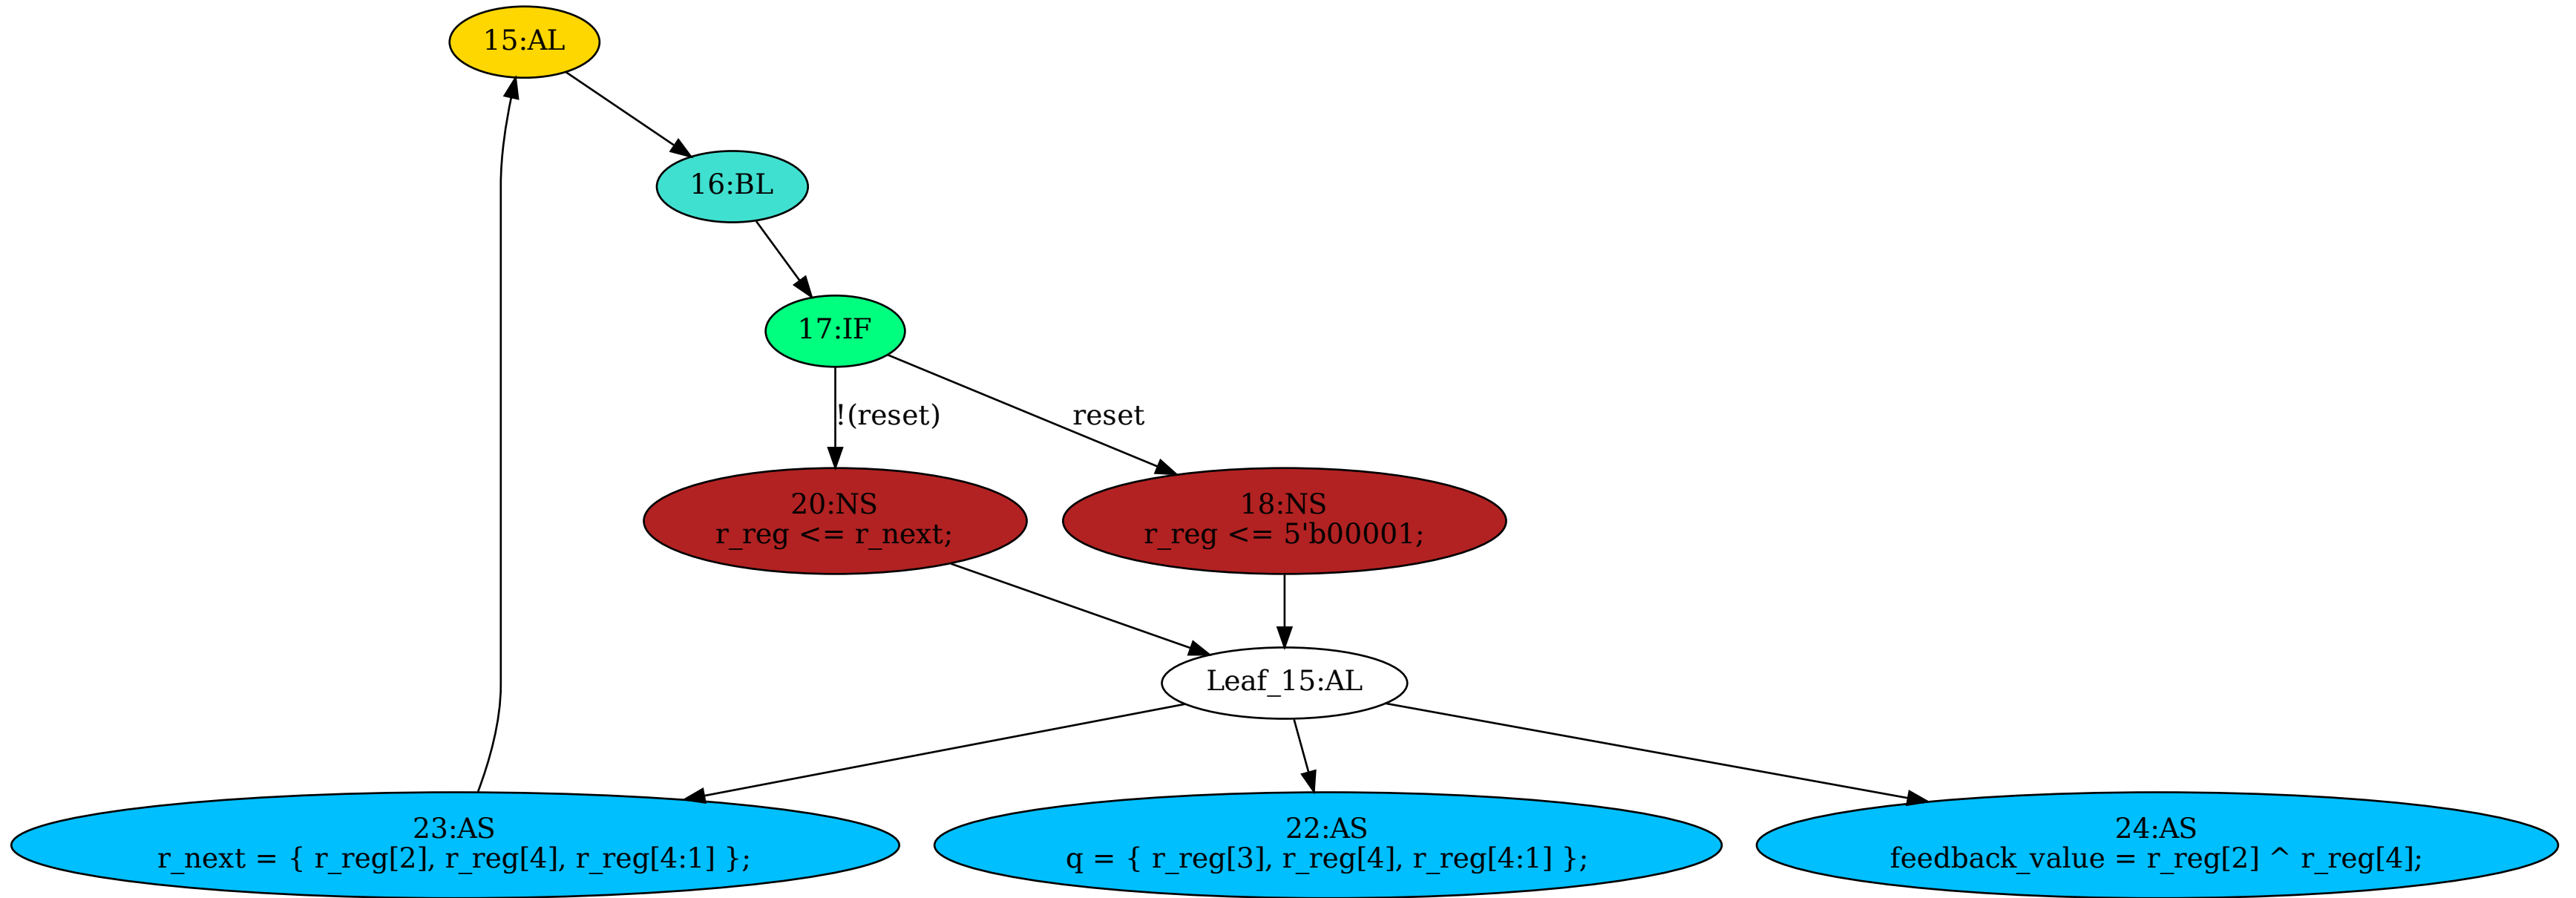 15:AL
16:BL
17:IF
!(reset)
reset
20:NS
r_reg <= r_next;
18:NS
r_reg <= 5'b00001;
Leaf_15:AL
23:AS
r_next = { r_reg[2], r_reg[4], r_reg[4:1] };
22:AS
q = { r_reg[3], r_reg[4], r_reg[4:1] };
24:AS
feedback_value = r_reg[2] ^ r_reg[4];